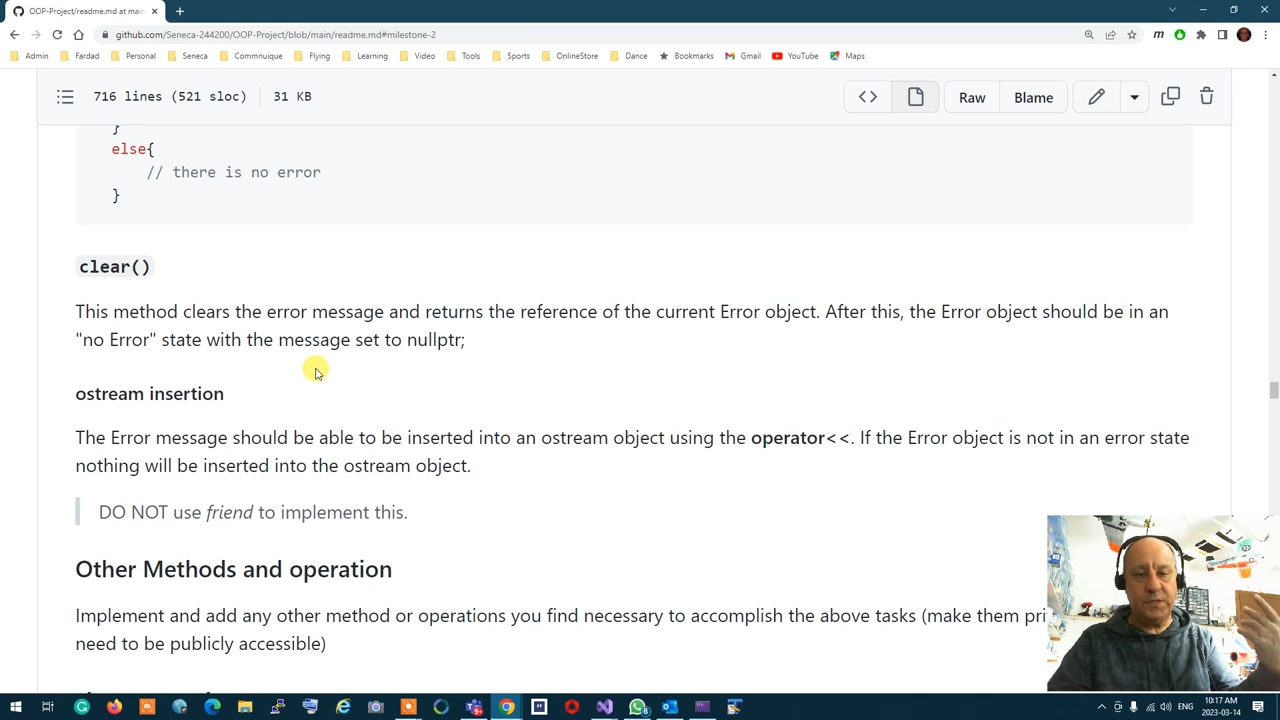 OOP-Project/readme.md at main
github.com/Seneca-244200/OOP-Project/blob/main/readme.md#milestone-2
Admin Fardad Personal Seneca Commnuique Flying Learning Video Tools Sports OnlineStore Dance Bookmarks Gmail YouTube Maps
716 lines (521 sloc) 31 KB Raw Blame
}
else{
// there is no error
}
clear()
This method clears the error message and returns the reference of the current Error object. After this, the Error object should be in an
"no Error" state with the message set to nullptr;
ostream insertion
The Error message should be able to be inserted into an ostream object using the operator<<. If the Error object is not in an error state
nothing will be inserted into the ostream object.
DO NOT use friend to implement this.
Other Methods and operation
Implement and add any other method or operations you find necessary to accomplish the above tasks (make them
need to be publicly accessible)
ENG
10:17 AM
2023-03-14